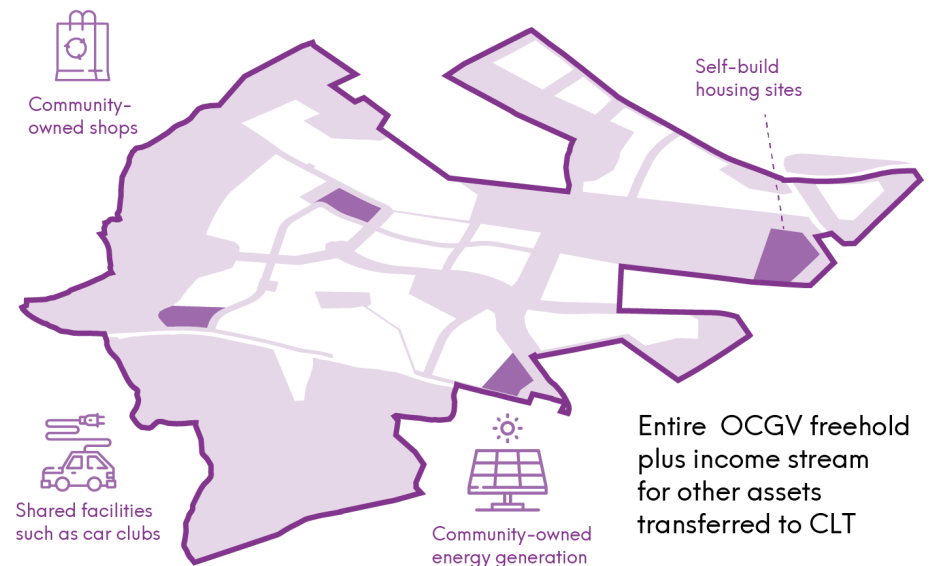 Community-
owned shops
Self-build
housing sites
Shared facilities
such as car clubs
Community-owned
energy generation
Entire OCGV freehold
plus income stream
for other assets
transferred to CLT